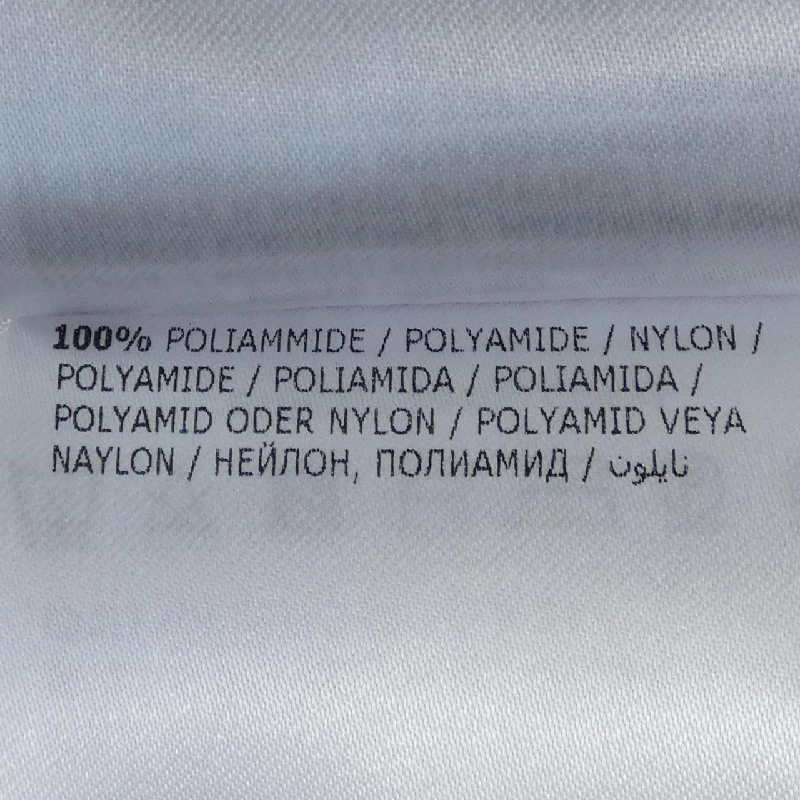 100% POLIAMMIDE / POLYAMIDE / NYLON /
POLYAMIDE / POLIAMIDA / POLIAMIDA /
POLYAMID ODER NYLON / POLYAMID VEYA
NAYLON / НЕЙЛОН, ПОЛИАМИД / نايلون